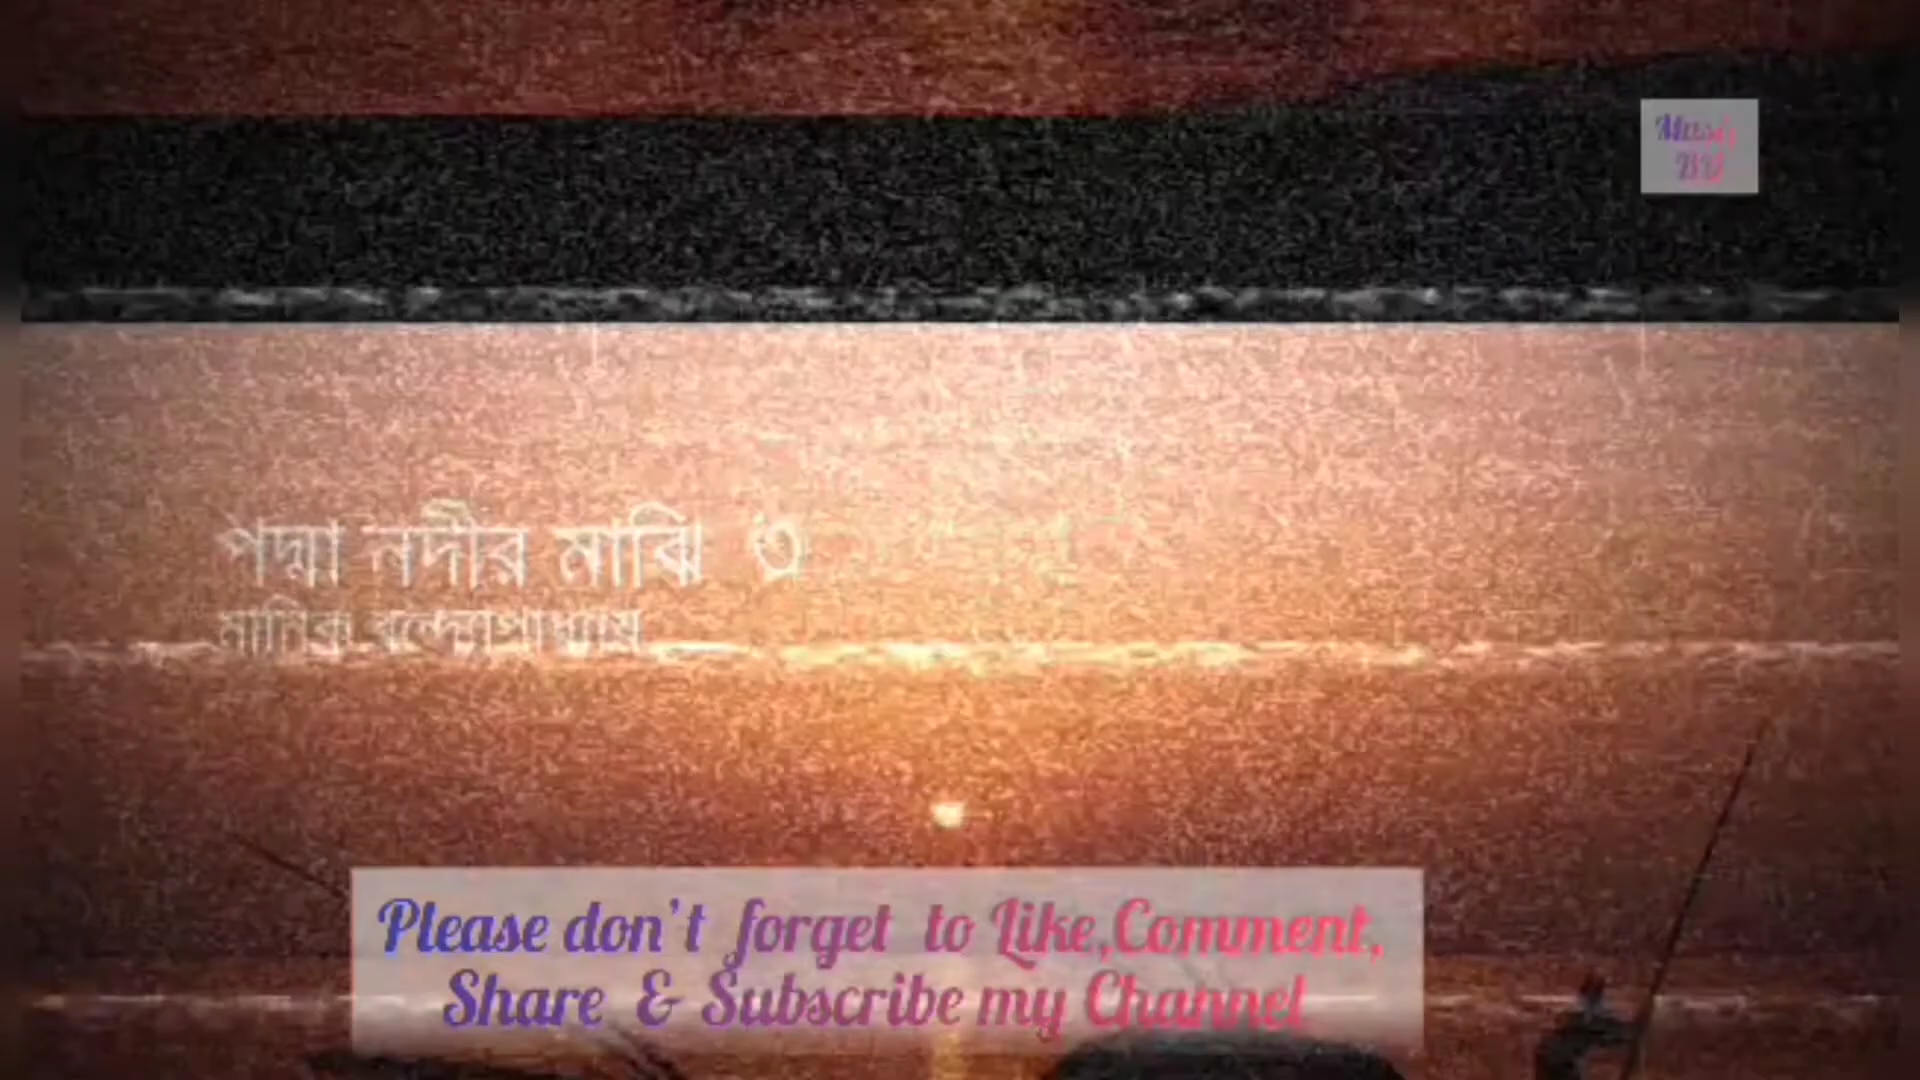 পদ্মা নদীর মাঝি ৩
মানিক বন্দ্যোপাধ্যায়
Please don't forget to Like,Comment,
Share & Subscribe my Channel